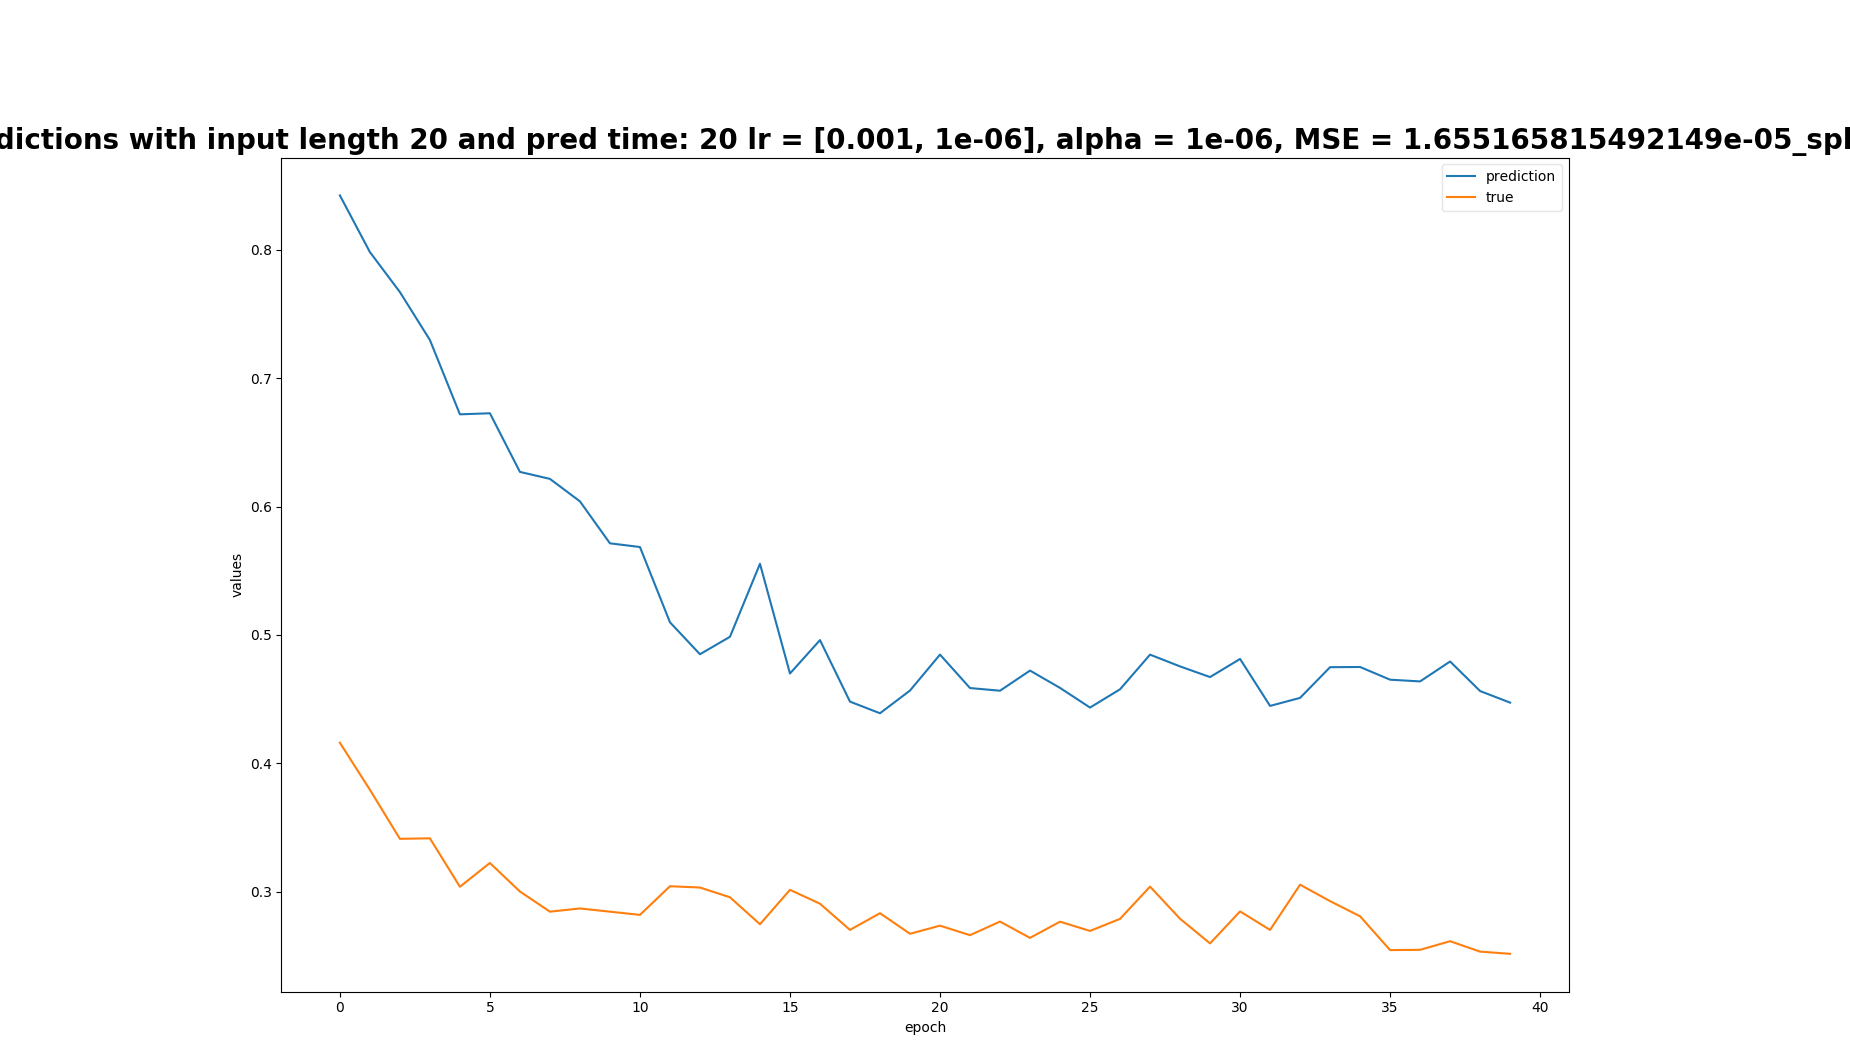 dictions with input length 20 and pred time: 20 lr = [0.001, 1e-06], alpha = 1e-06, MSE = 1.655165815492149e-05_spl
prediction
true
0.8
0.7
0.6
0.5
0.4
0.3
values
0 5 10 15 20 25 30 35 40
epoch